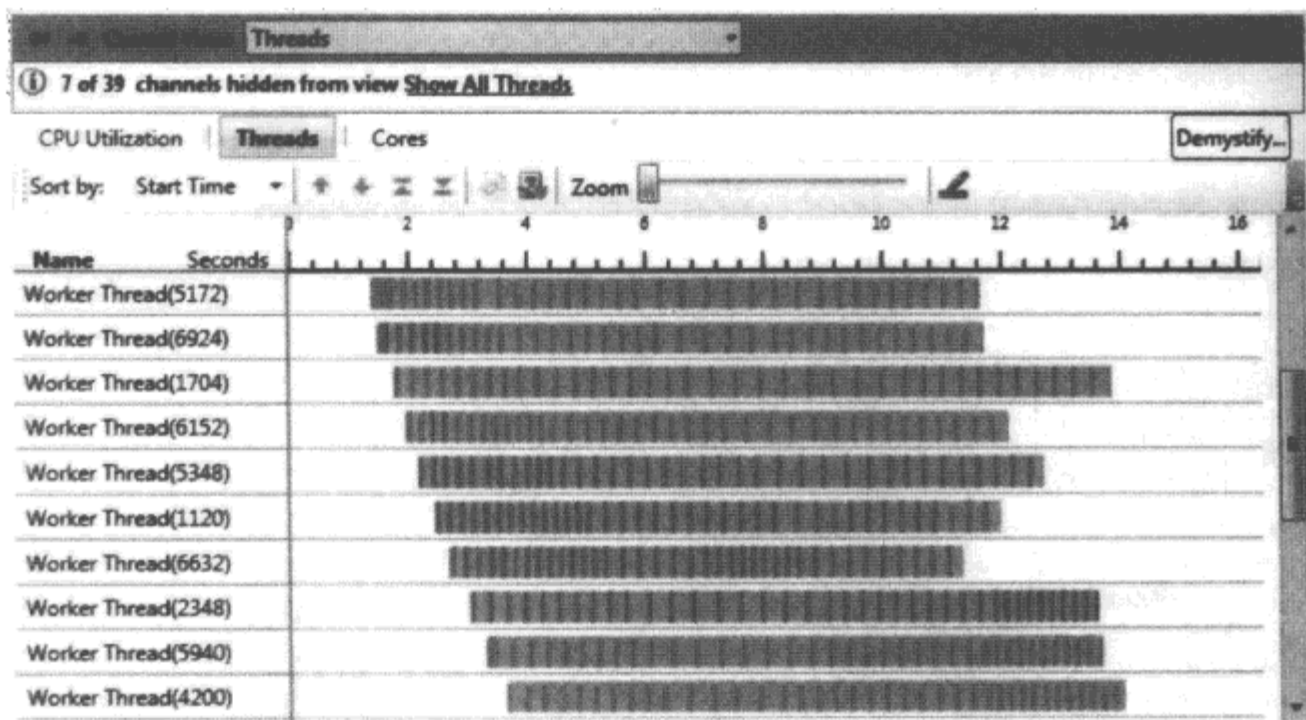 Threads
7 of 39 channels hidden from view Show All Threads
CPU Utilization Threads Cores Demystify...
Sort by: Start Time Zoom
0 2 4 6 8 10 12 14 16
Name Seconds
Worker Thread(5172)
Worker Thread(6924)
Worker Thread(1704)
Worker Thread(6152)
Worker Thread(5348)
Worker Thread(1120)
Worker Thread(6632)
Worker Thread(2348)
Worker Thread(5940)
Worker Thread(4200)